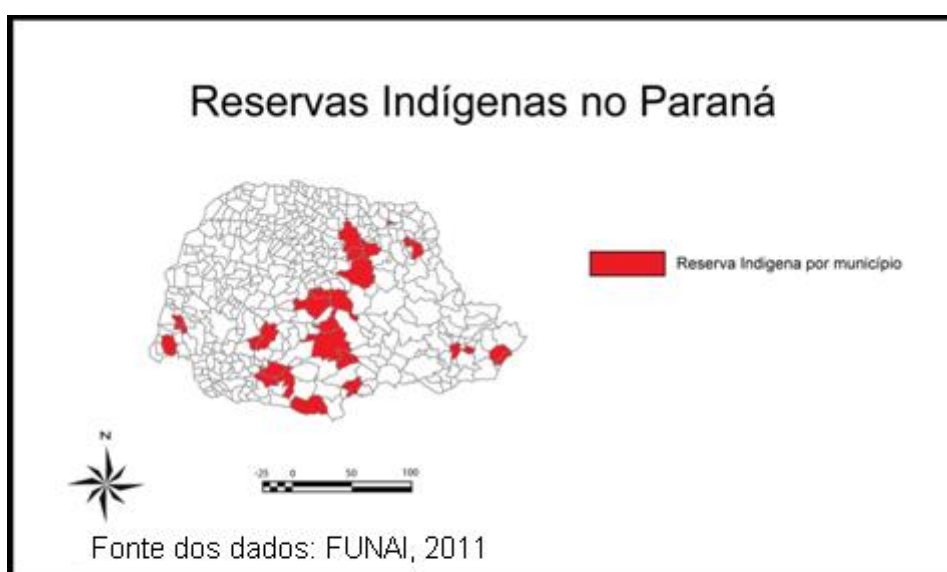 Reservas Indígenas no Paraná
Reserva Indigena por município
N
-25 0 50 100
Fonte dos dados: FUNAI, 2011